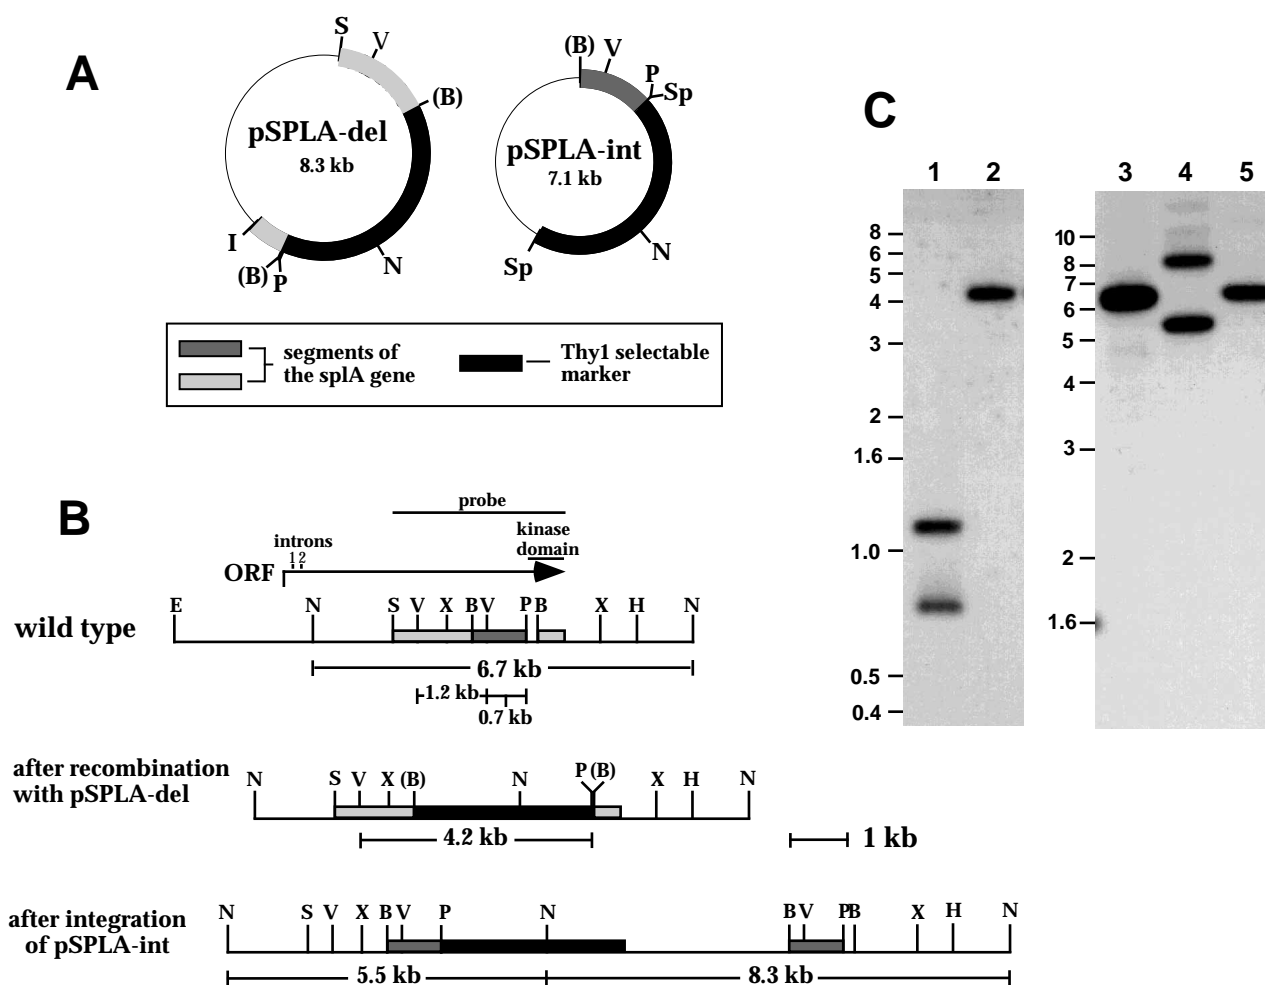 A
S
V
(B)
pSPLA-del
8.3 kb
I
(B)
P
N
(B)
V
P
Sp
pSPLA-int
7.1 kb
Sp
N
segments of
the splA gene
Thy1 selectable
marker
B
probe
kinase
domain
introns
1 2
ORF
E N S V X B V P B X H N
wild type
6.7 kb
1.2 kb
0.7 kb
after recombination
with pSPLA-del
N S V X (B) N P (B) X H N
4.2 kb
1 kb
after integration
of pSPLA-int
N S V X B V P N B V P B X H N
5.5 kb
8.3 kb
C
1 2
8
6
5
4
3
2
1.6
1.0
0.5
0.4
3 4 5
10
8
7
6
5
4
3
2
1.6